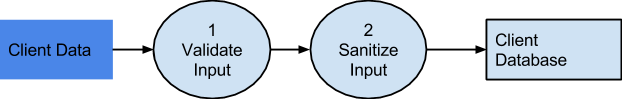 Client Data
1
Validate
Input
2
Sanitize
Input
Client
Database